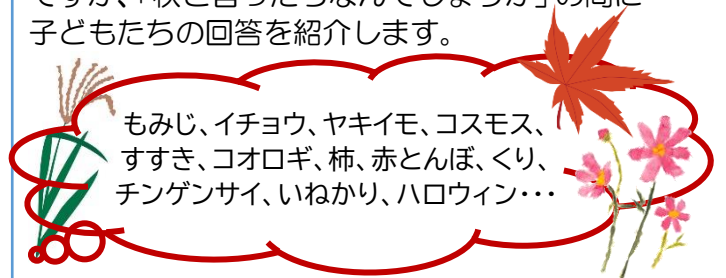 子どもたちの回答を紹介します。
もみじ、イチョウ、ヤキイモ、コスモス、
すすき、コオロギ、柿、赤とんぼ、くり、
チンゲンサイ、いねかり、ハロウィン・・・